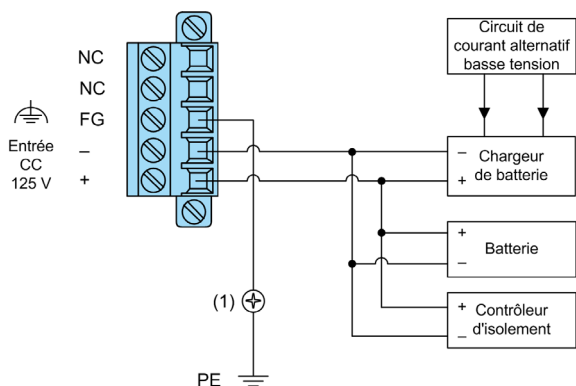 NC
NC
FG
–
+
Entrée
CC
125 V
(1)
PE
Circuit de
courant alternatif
basse tension
–
+
Chargeur
de batterie
+
–
Batterie
+
–
Contrôleur
d'isolement